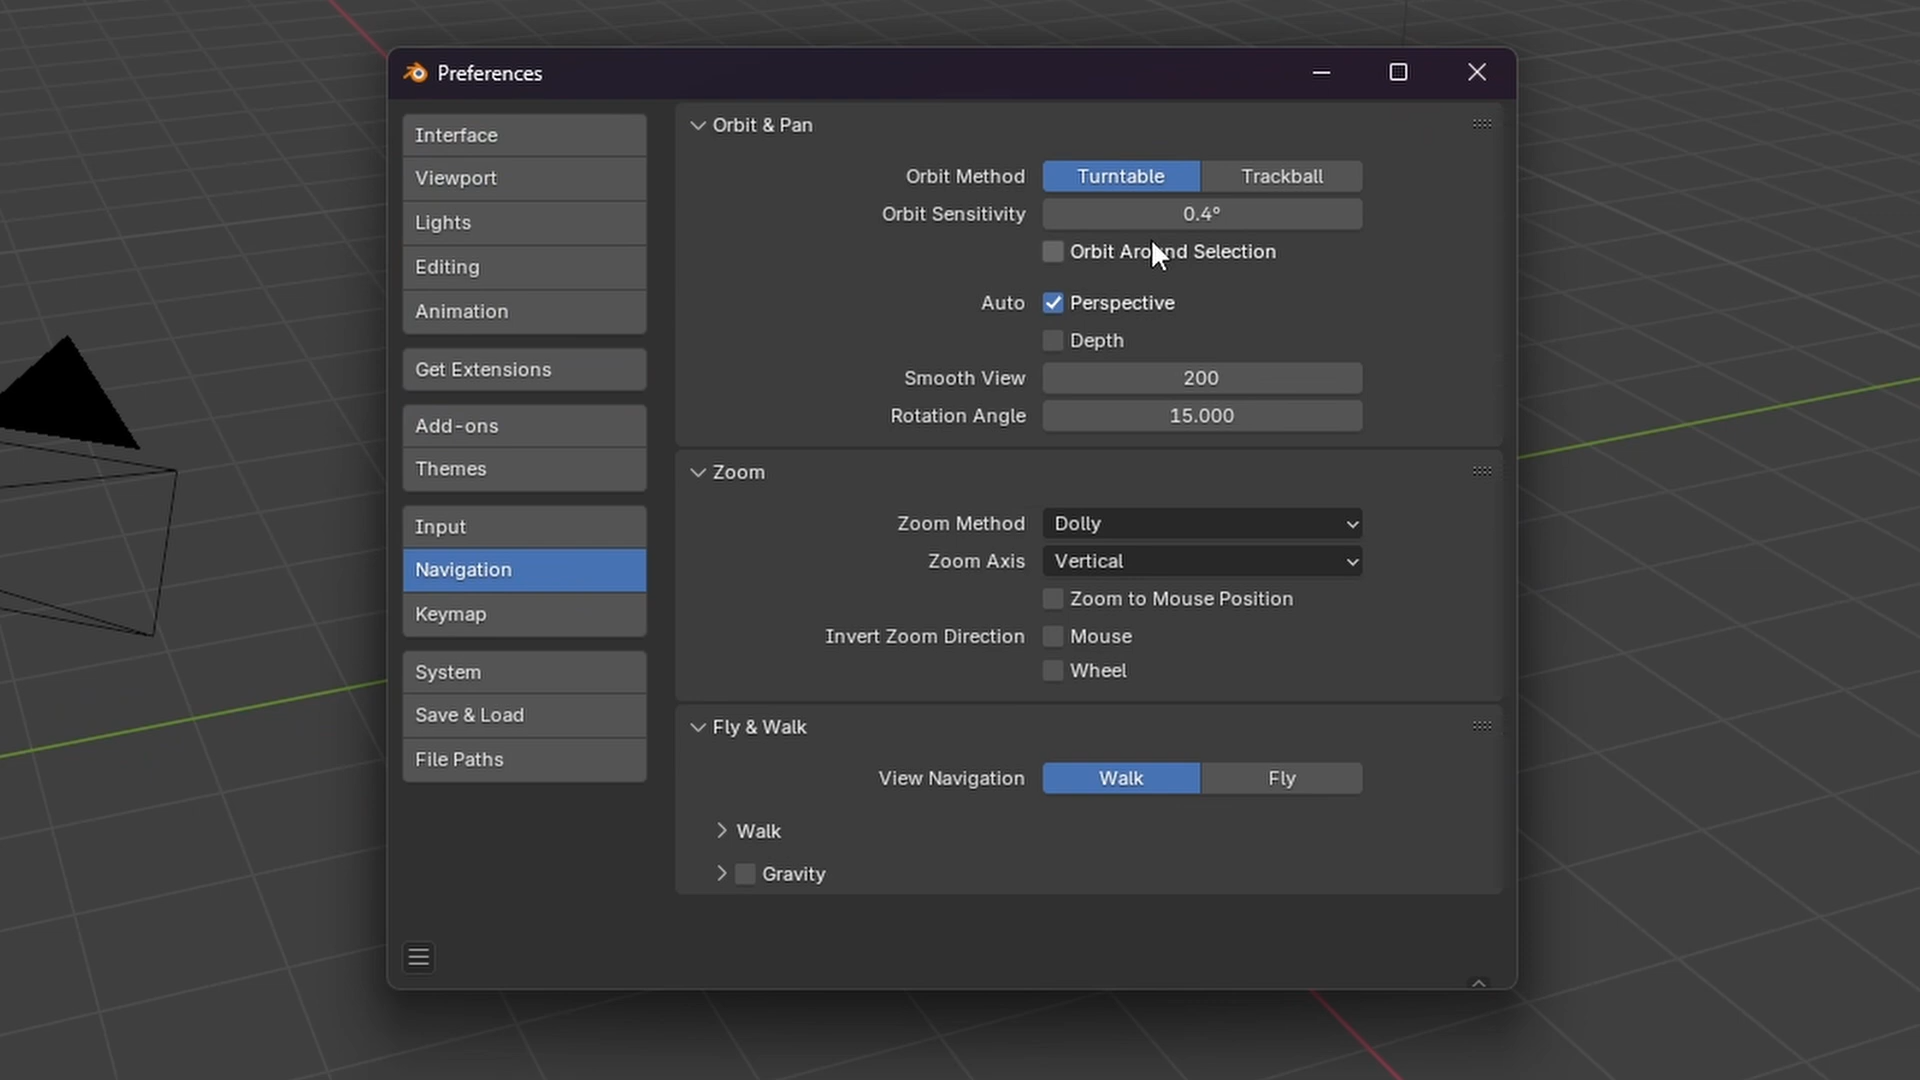 Preferences
Interface
Viewport
Lights
Editing
Animation
Get Extensions
Add-ons
Themes
Input
Navigation
Keymap
System
Save & Load
File Paths
Orbit & Pan
Orbit Method Turntable Trackball
Orbit Sensitivity 0.4°
Orbit Around Selection
Auto Perspective
Depth
Smooth View 200
Rotation Angle 15.000
Zoom
Zoom Method Dolly
Zoom Axis Vertical
Zoom to Mouse Position
Invert Zoom Direction Mouse
Wheel
Fly & Walk
View Navigation Walk Fly
Walk
Gravity